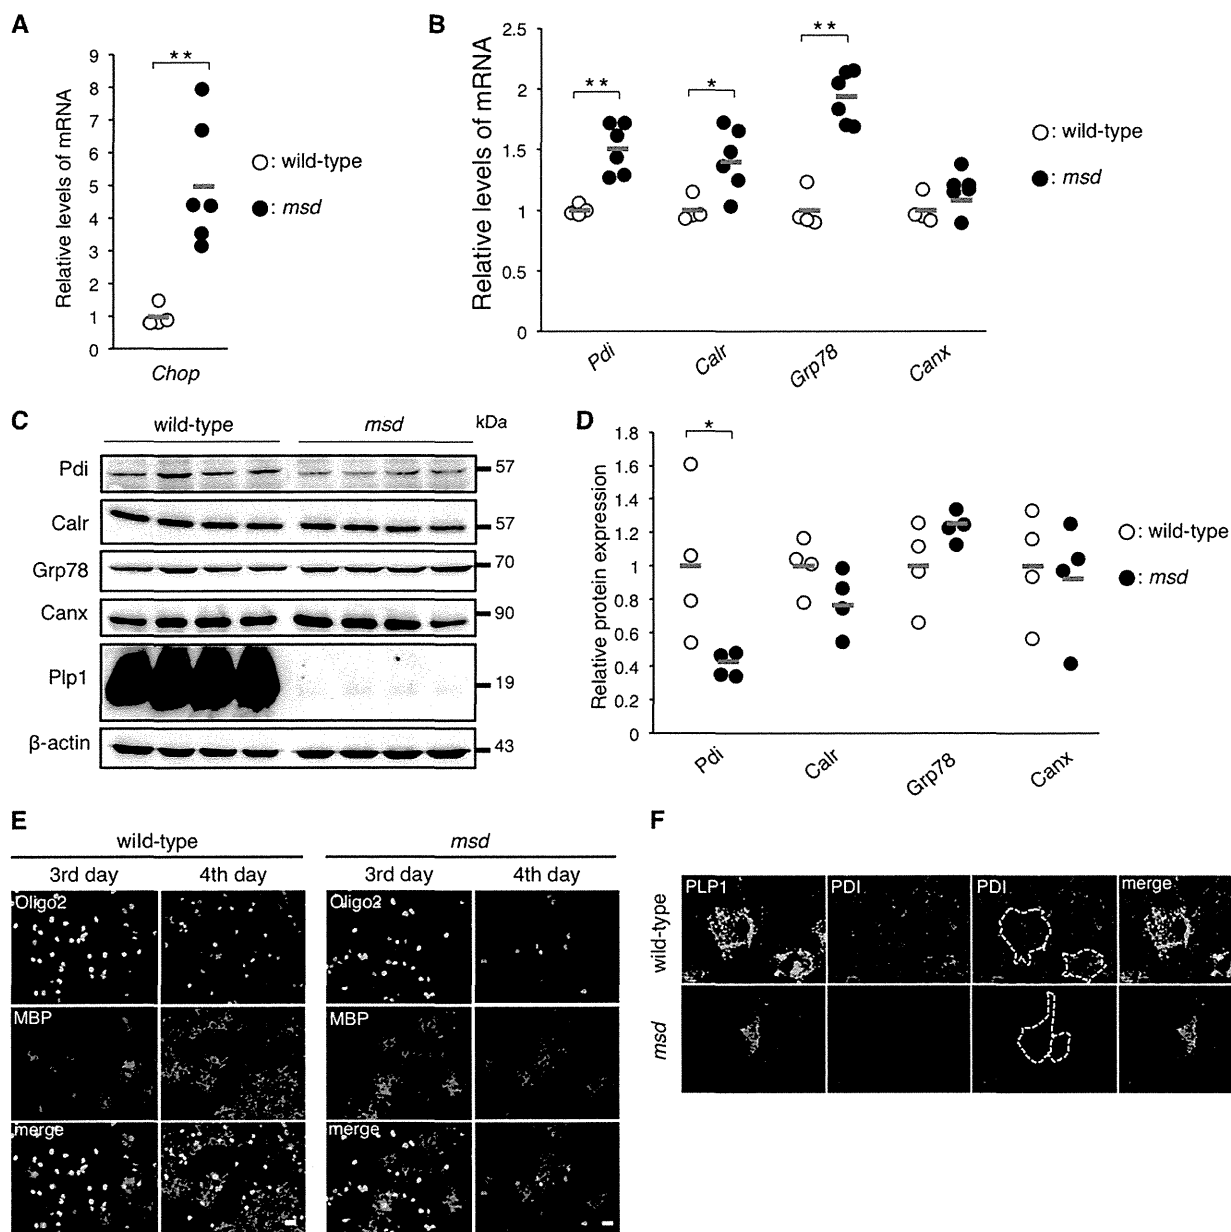 A
Relative levels of mRNA
9
8
7
6
5
4
3
2
1
0
**
Chop
: wild-type
: msd
B
Relative levels of mRNA
2.5
2
1.5
1
0.5
0
**
*
**
Pdi
Calr
Grp78
Canx
: wild-type
: msd
C
wild-type
msd
kDa
Pdi
57
Calr
57
Grp78
70
Canx
90
Plp1
19
β-actin
43
D
Relative protein expression
1.8
1.6
1.4
1.2
1
0.8
0.6
0.4
0.2
0
*
Pdi
Calr
Grp78
Canx
: wild-type
: msd
E
wild-type
msd
3rd day
4th day
3rd day
4th day
Oligo2
Oligo2
MBP
MBP
merge
merge
F
PLP1
PDI
PDI
merge
wild-type
msd